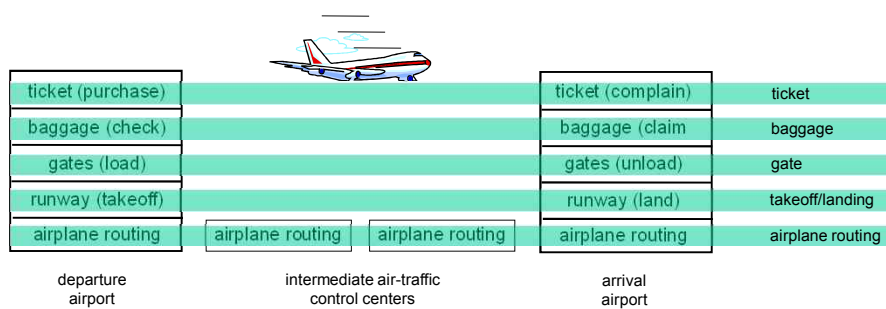 ticket (purchase) ticket (complain) ticket
baggage (check) baggage (claim baggage
gates (load) gates (unload) gate
runway (takeoff) runway (land) takeoff/landing
airplane routing airplane routing airplane routing airplane routing airplane routing
departure
airport
intermediate air-traffic
control centers
arrival
airport